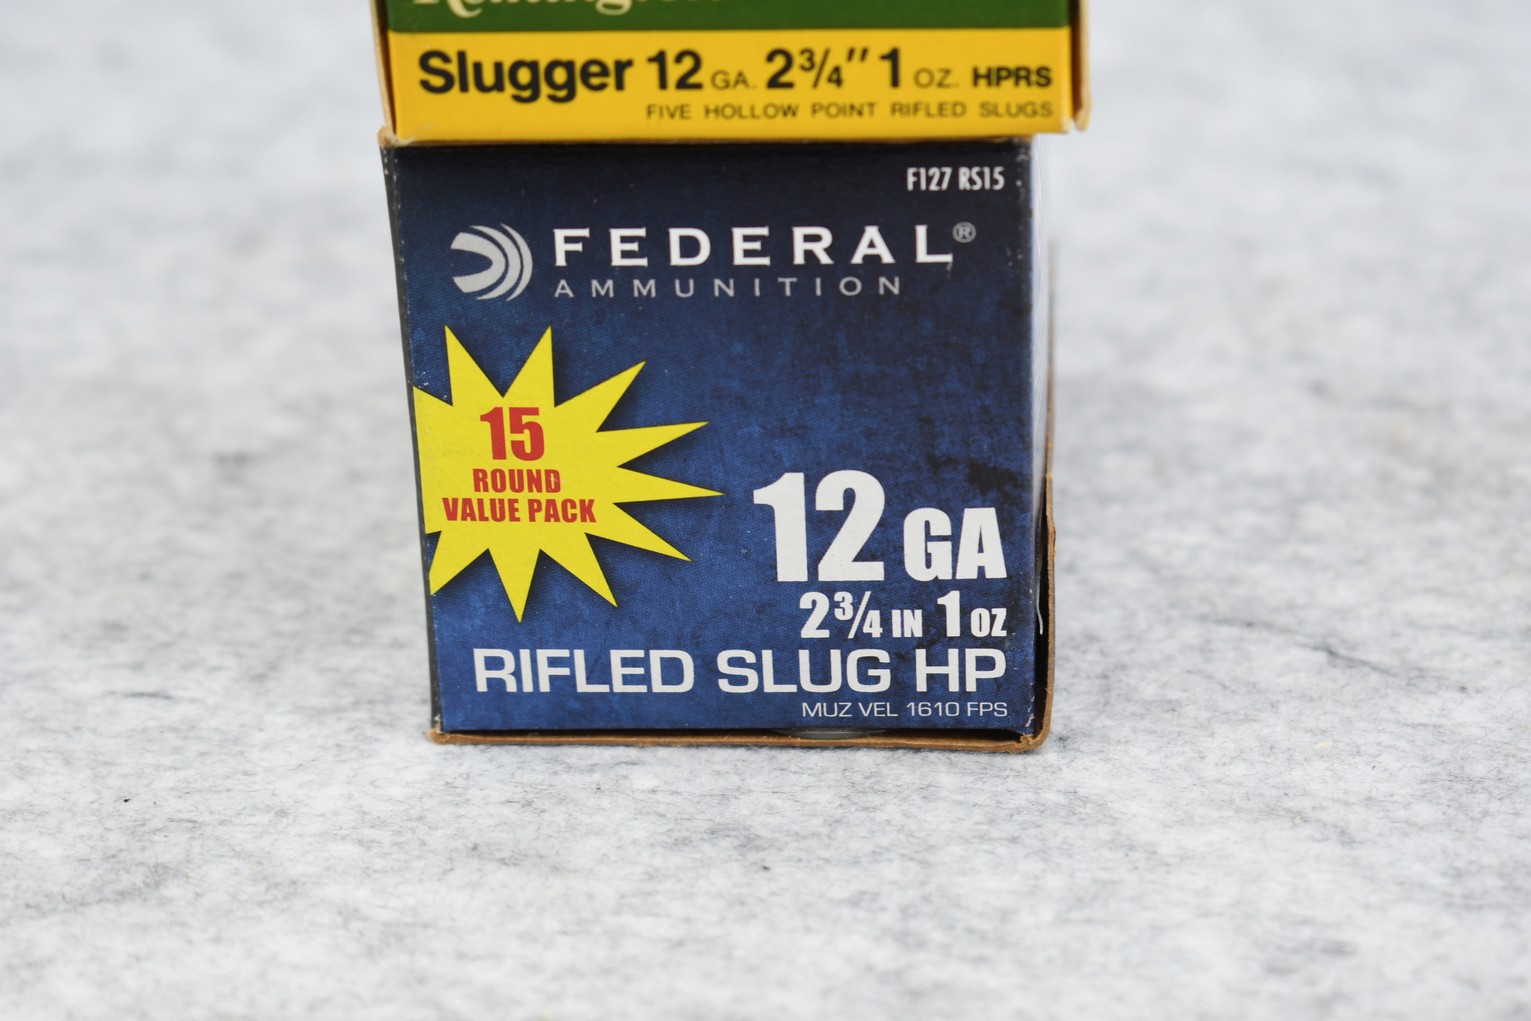 Remington
Slugger 12 GA. 2¾" 1 OZ. HPRS
FIVE HOLLOW POINT RIFLED SLUGS
F127 RS15
FEDERAL®
AMMUNITION
15
ROUND
VALUE PACK
12 GA
2¾ IN 1 OZ
RIFLED SLUG HP
MUZ VEL 1610 FPS